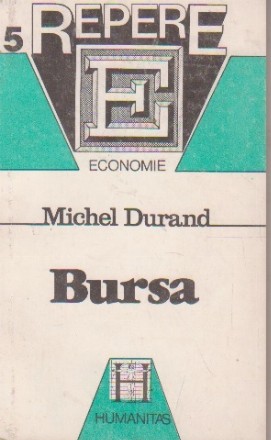 5 REPERE
E
ECONOMIE
Michel Durand
Bursa
H
HUMANITAS